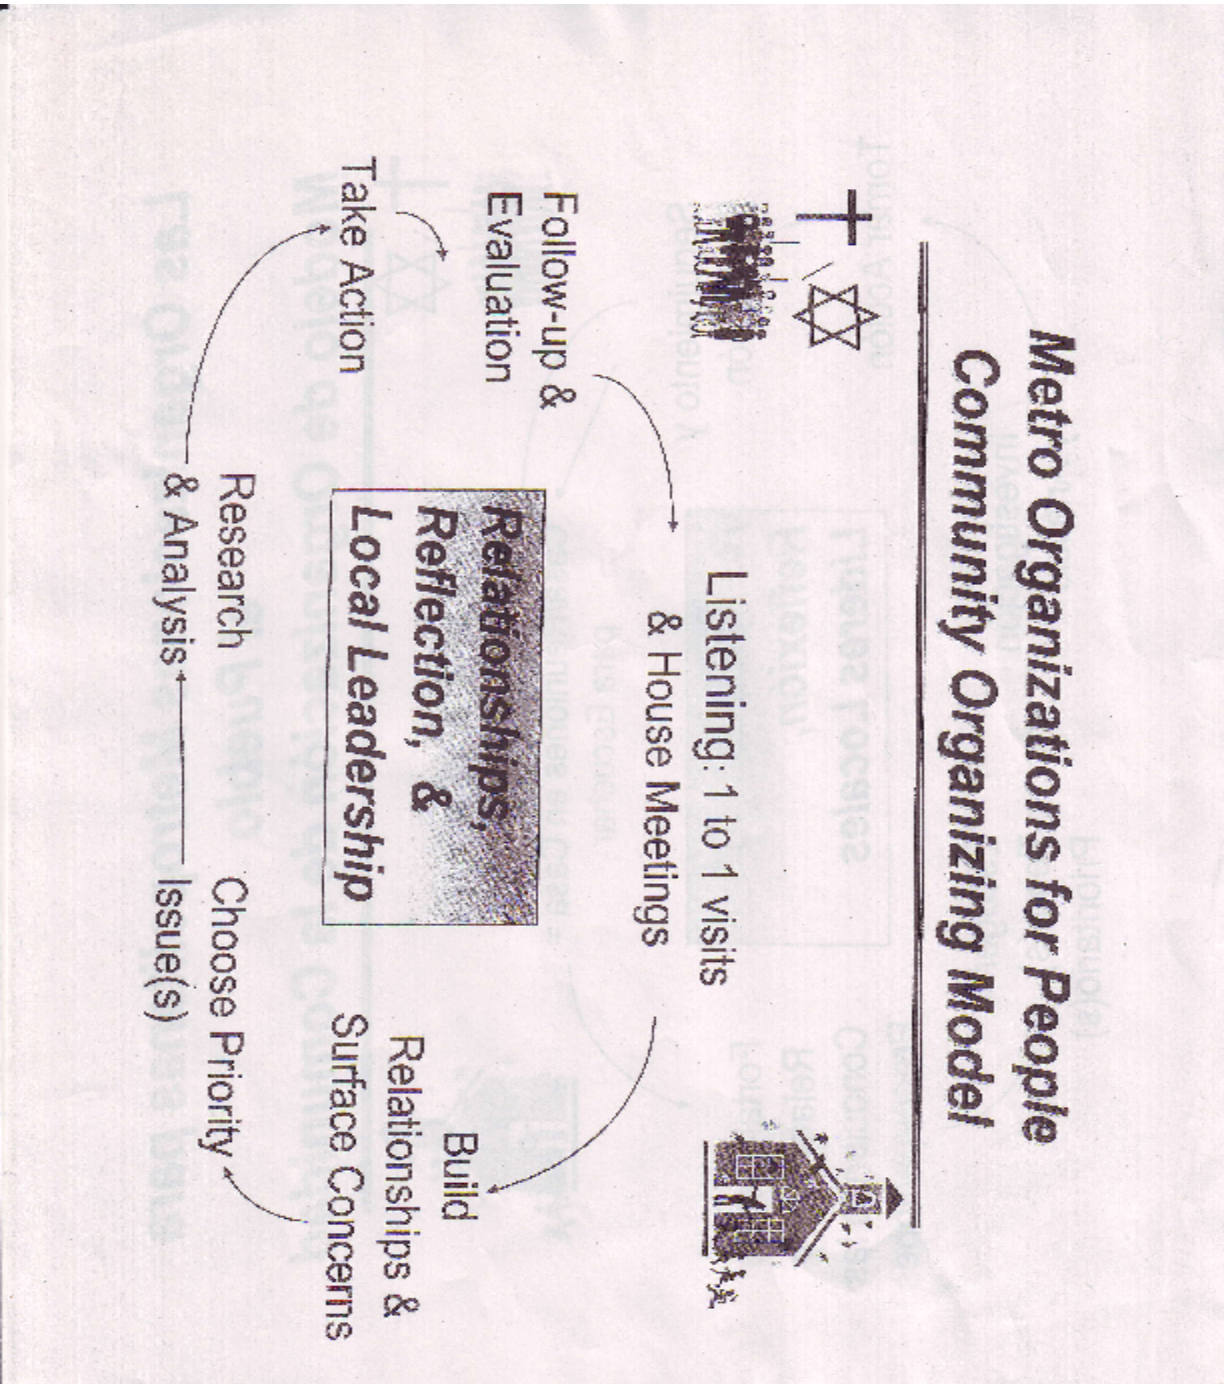 Metro Organizations for People
Community Organizing Model
Listening: 1 to 1 visits
& House Meetings
Build
Relationships &
Surface Concerns
Choose Priority
Issue(s)
Research
& Analysis
Take Action
Follow-up &
Evaluation
Relationships,
Reflection, &
Local Leadership